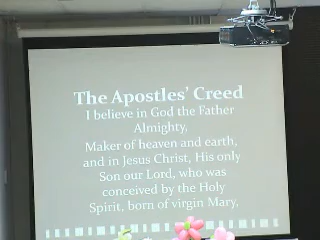 The Apostles' Creed
I believe in God the Father
Almighty,
Maker of heaven and earth,
and in Jesus Christ, His only
Son our Lord, who was
conceived by the Holy
Spirit, born of virgin Mary,